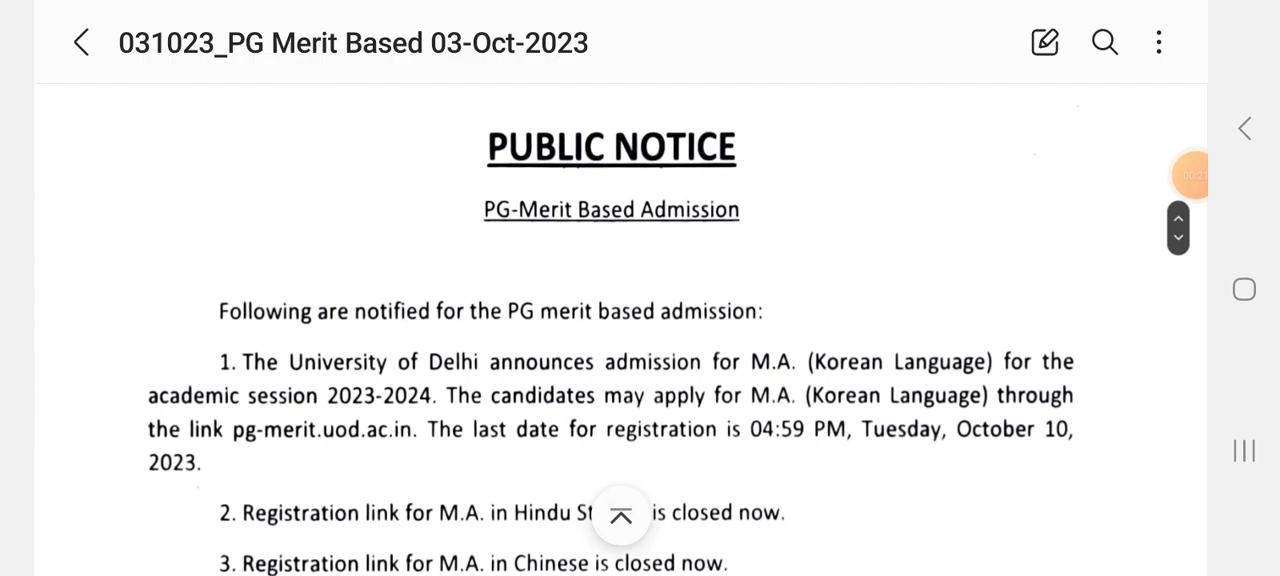 031023_PG Merit Based 03-Oct-2023
PUBLIC NOTICE
PG-Merit Based Admission
00:21
Following are notified for the PG merit based admission:
1. The University of Delhi announces admission for M.A. (Korean Language) for the
academic session 2023-2024. The candidates may apply for M.A. (Korean Language) through
the link pg-merit.uod.ac.in. The last date for registration is 04:59 PM, Tuesday, October 10,
2023.
2. Registration link for M.A. in Hindu is closed now.
3. Registration link for M.A. in Chinese is closed now.